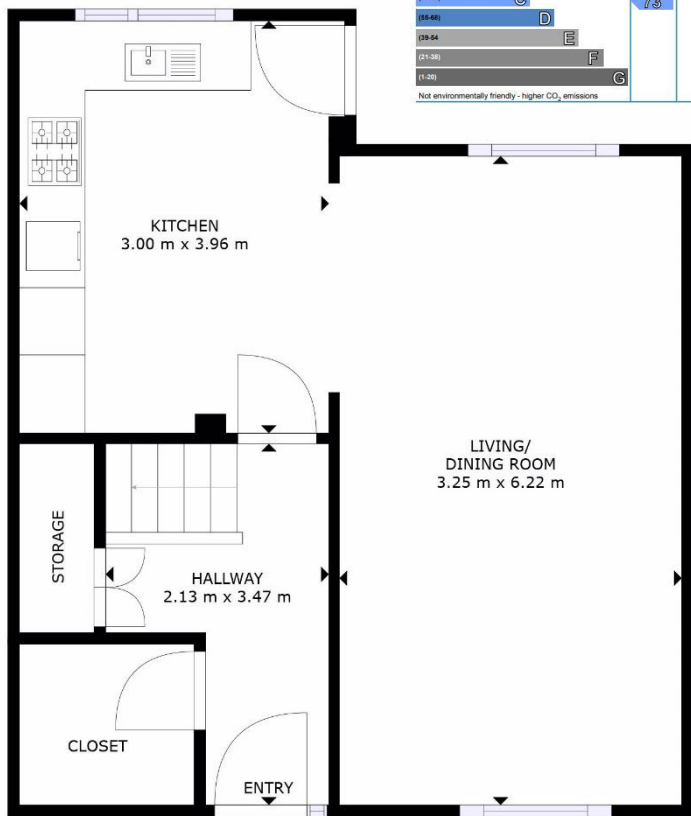 C
73
(55-68)
D
(39-54
E
(21-38)
F
(1-20)
G
Not environmentally friendly - higher CO₂ emissions
KITCHEN
3.00 m x 3.96 m
LIVING/
DINING ROOM
3.25 m x 6.22 m
STORAGE
HALLWAY
2.13 m x 3.47 m
CLOSET
ENTRY